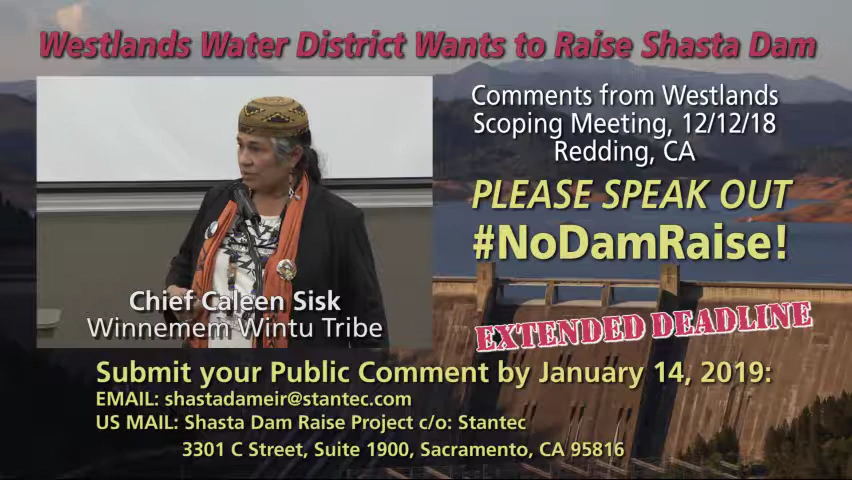 Westlands Water District Wants to Raise Shasta Dam
Comments from Westlands
Scoping Meeting, 12/12/18
Redding, CA
PLEASE SPEAK OUT
#NoDamRaise!
Chief Caleen Sisk
Winnemem Wintu Tribe
EXTENDED DEADLINE
Submit your Public Comment by January 14, 2019:
EMAIL: shastadameir@stantec.com
US MAIL: Shasta Dam Raise Project c/o: Stantec
3301 C Street, Suite 1900, Sacramento, CA 95816